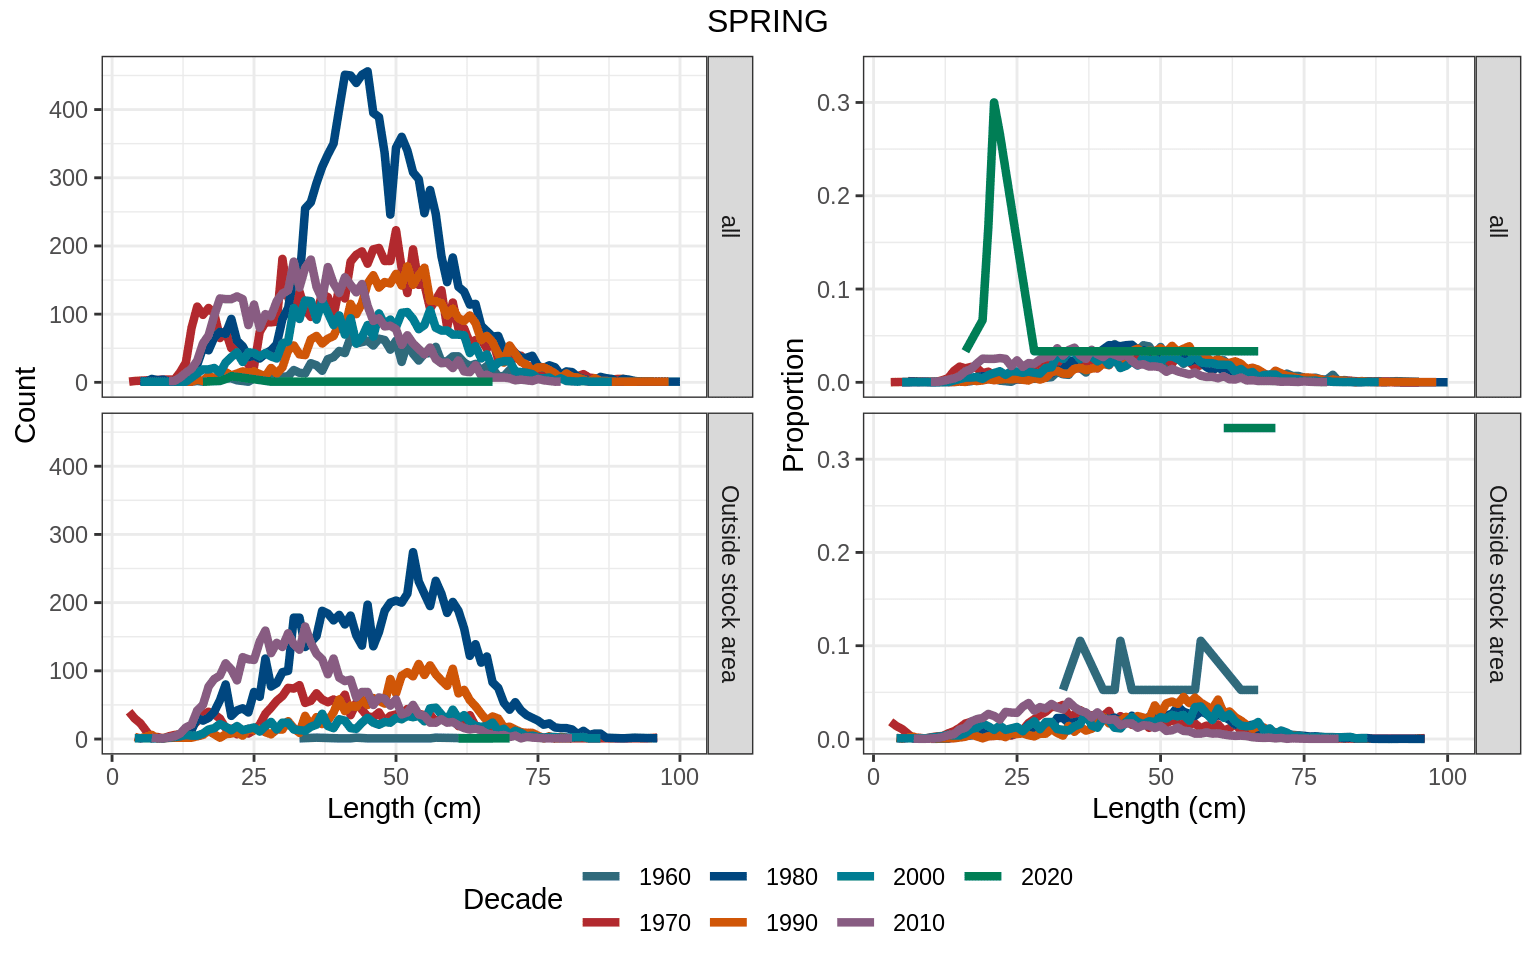 SPRING
400
300
200
100
0
all
400
300
200
100
0
Outside stock area
Count
0 25 50 75 100
Length (cm)
0.3
0.2
0.1
0.0
all
0.3
0.2
0.1
0.0
Outside stock area
Proportion
0 25 50 75 100
Length (cm)
Decade
1960 1980 2000 2020
1970 1990 2010